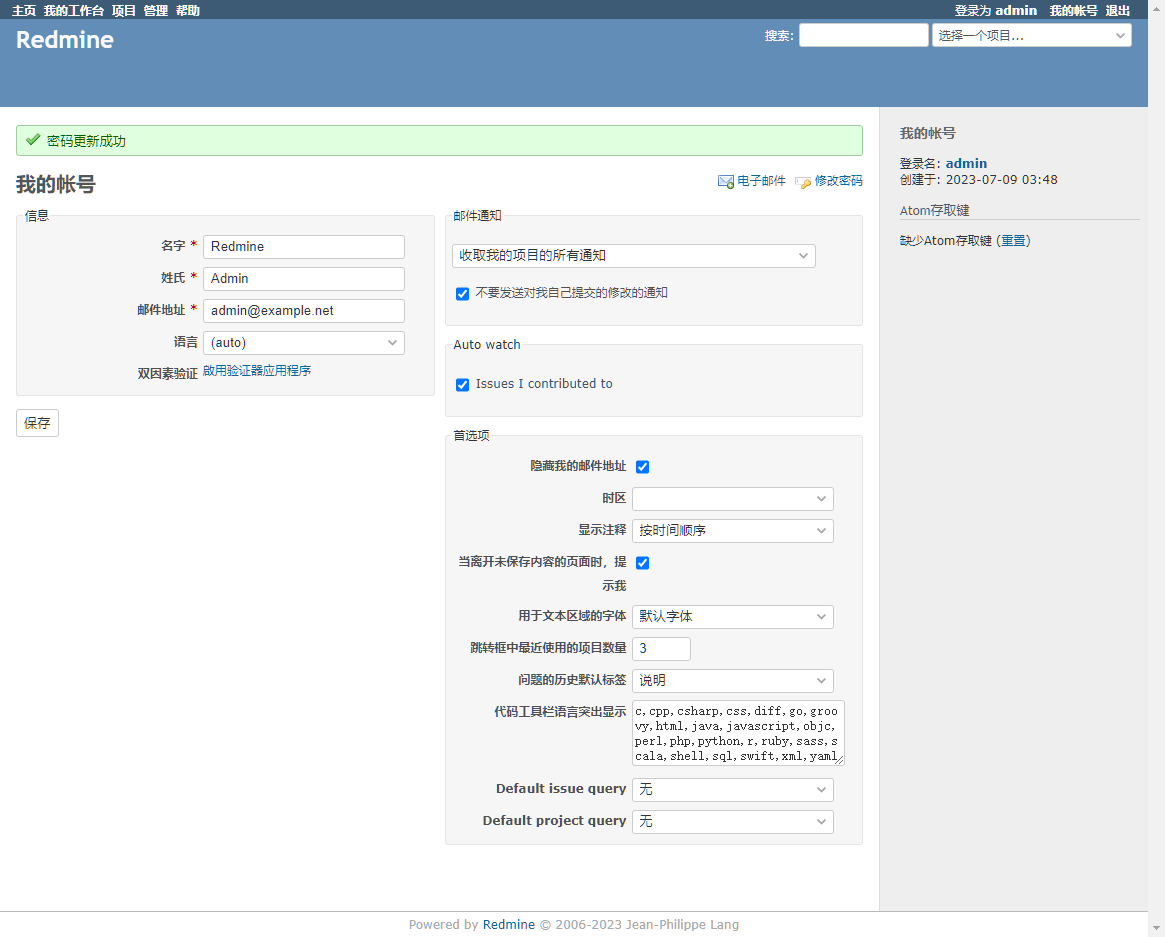 主页 我的工作台 项目 管理 帮助 登录为 admin 我的帐号 退出
Redmine 搜索: 选择一个项目...
密码更新成功
我的帐号 电子邮件 修改密码
信息
名字 * Redmine
姓氏 * Admin
邮件地址 * admin@example.net
语言 (auto)
双因素验证 啟用验证器应用程序
保存
邮件通知
收取我的项目的所有通知
不要发送对我自己提交的修改的通知
Auto watch
Issues I contributed to
首选项
隐藏我的邮件地址
时区
显示注释 按时间顺序
当离开未保存内容的页面时，提
示我
用于文本区域的字体 默认字体
跳转框中最近使用的项目数量 3
问题的历史默认标签 说明
代码工具栏语言突出显示 c,cpp,csharp,css,diff,go,groo
vy,html,java,javascript,objc,
perl,php,python,r,ruby,sass,s
cala,shell,sql,swift,xml,yaml
Default issue query 无
Default project query 无
我的帐号
登录名: admin
创建于: 2023-07-09 03:48
Atom存取键
缺少Atom存取键 (重置)
Powered by Redmine © 2006-2023 Jean-Philippe Lang